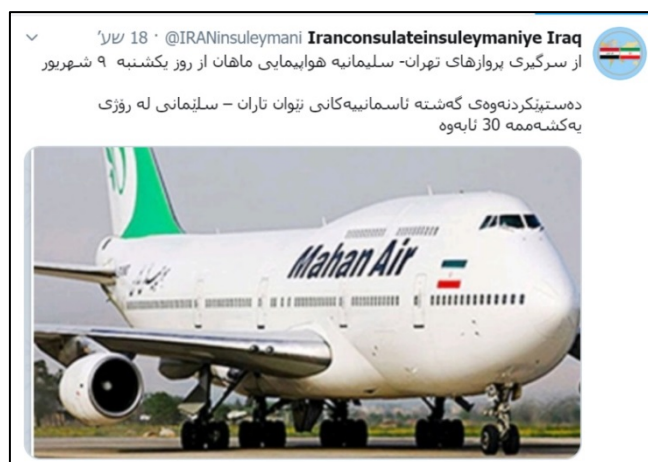 Iranconsulateinsuleymaniye Iraq @IRANinsuleymani · 18 שע׳
از سرگیری پروازهای تهران- سلیمانیه هواپیمایی ماهان از روز یکشنبه ۹ شهریور
دەستپێکردنەوەی گەشتە ئاسمانییەکانی نێوان تاران – سلێمانی لە رۆژی
یەکشەممە 30 ئابەوە
Mahan Air